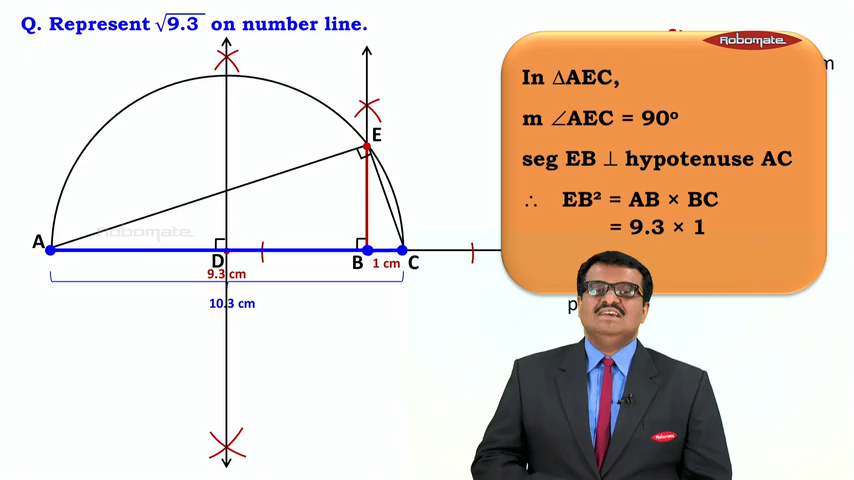 Q. Represent √9.3 on number line.
Robomate
m
In ∆AEC,
m ∠AEC = 90°
seg EB ⊥ hypotenuse AC
∴ EB² = AB × BC
= 9.3 × 1
E
Robomate
A
D
B
1 cm
C
9.3 cm
10.3 cm
p
Robomate